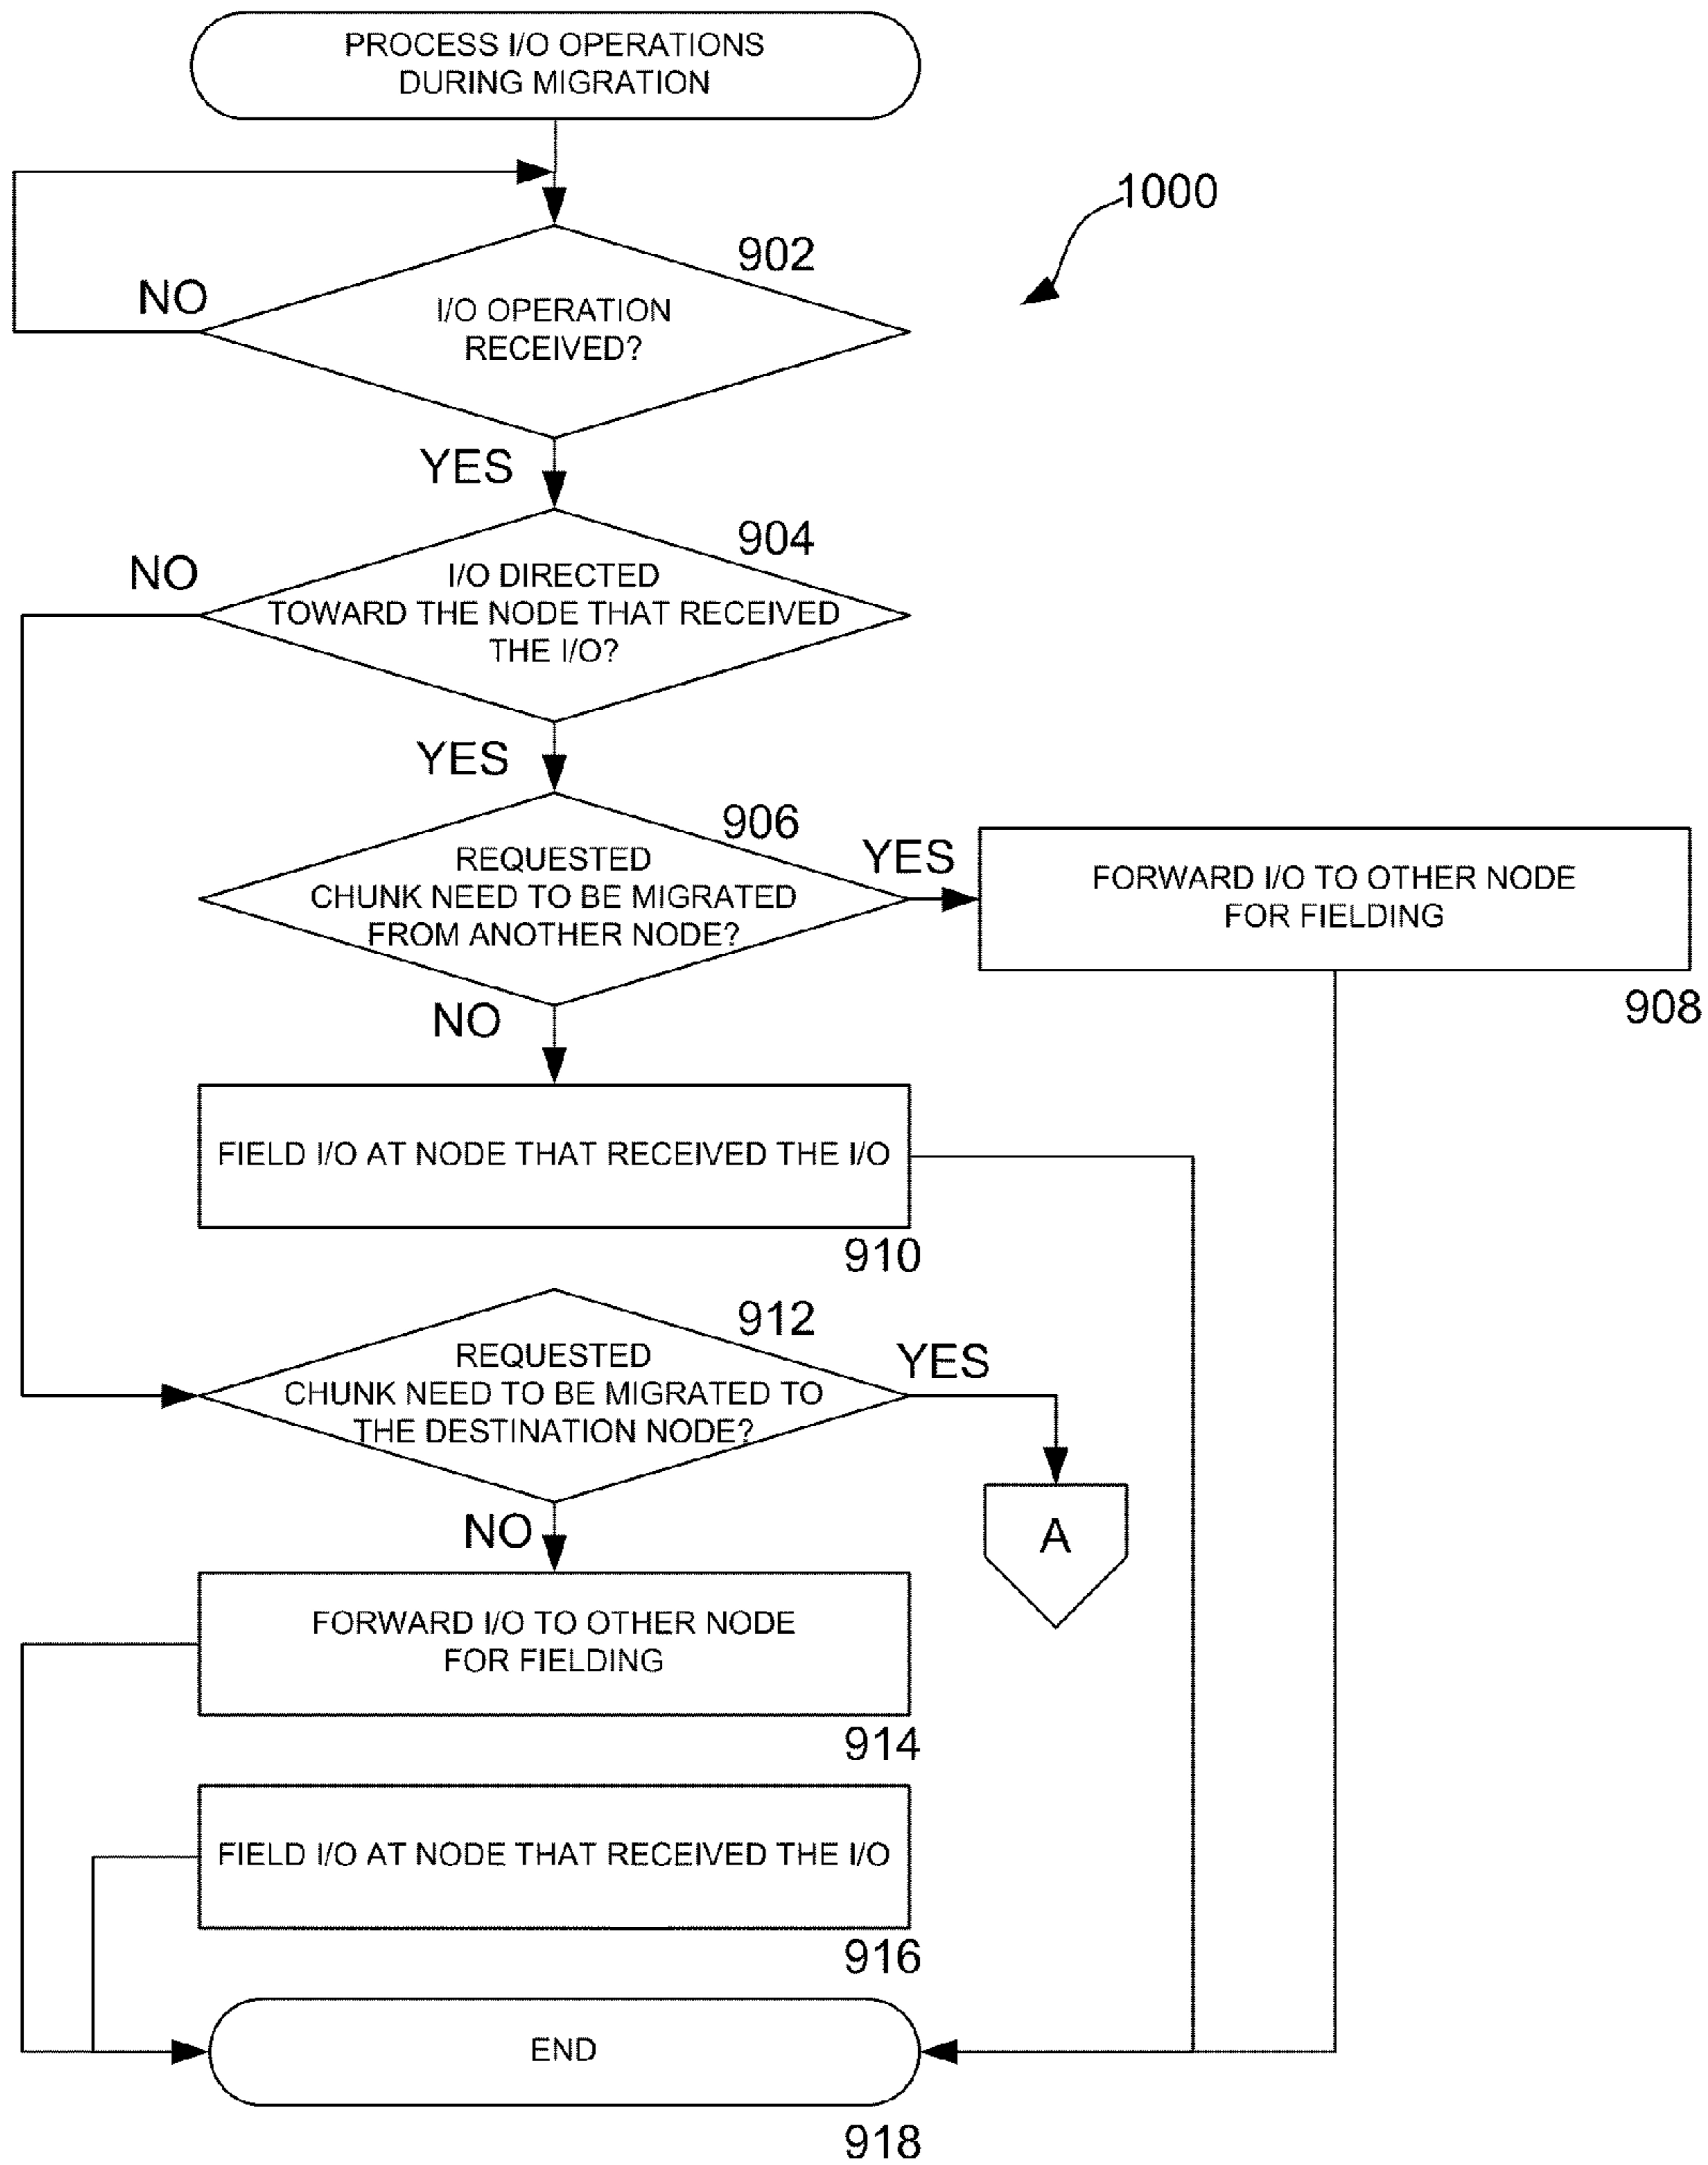 PROCESS I/O OPERATIONS
DURING MIGRATION
1000
902
NO
I/O OPERATION
RECEIVED?
YES
904
NO
I/O DIRECTED
TOWARD THE NODE THAT RECEIVED
THE I/O?
YES
906
REQUESTED
CHUNK NEED TO BE MIGRATED
FROM ANOTHER NODE?
YES
FORWARD I/O TO OTHER NODE
FOR FIELDING
908
NO
FIELD I/O AT NODE THAT RECEIVED THE I/O
910
912
REQUESTED
CHUNK NEED TO BE MIGRATED TO
THE DESTINATION NODE?
YES
A
NO
FORWARD I/O TO OTHER NODE
FOR FIELDING
914
FIELD I/O AT NODE THAT RECEIVED THE I/O
916
END
918